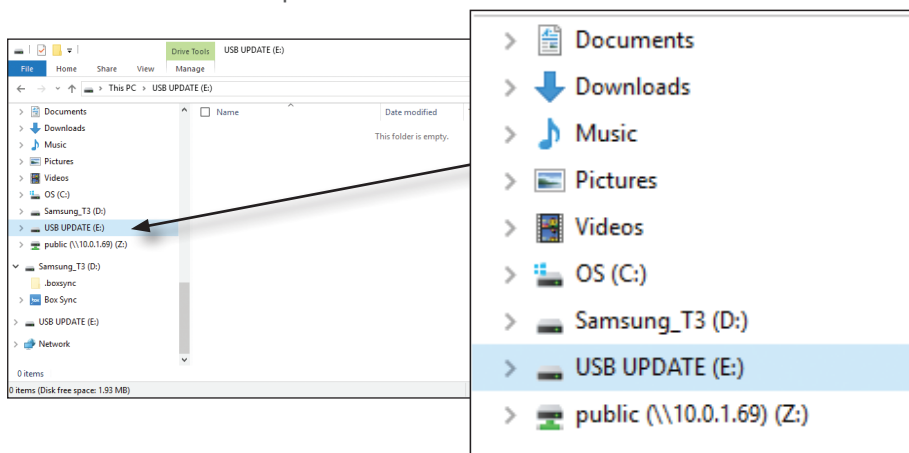 Drive Tools USB UPDATE (E:)
File Home Share View Manage
This PC > USB UPDATE (E:)
Documents
Downloads
Music
Pictures
Videos
OS (C:)
Samsung_T3 (D:)
USB UPDATE (E:)
public (\\10.0.1.69) (Z:)
Samsung_T3 (D:)
.boxsync
Box Sync
USB UPDATE (E:)
Network
Name Date modified
This folder is empty.
0 items
0 items (Disk free space: 1.93 MB)
Documents
Downloads
Music
Pictures
Videos
OS (C:)
Samsung_T3 (D:)
USB UPDATE (E:)
public (\\10.0.1.69) (Z:)